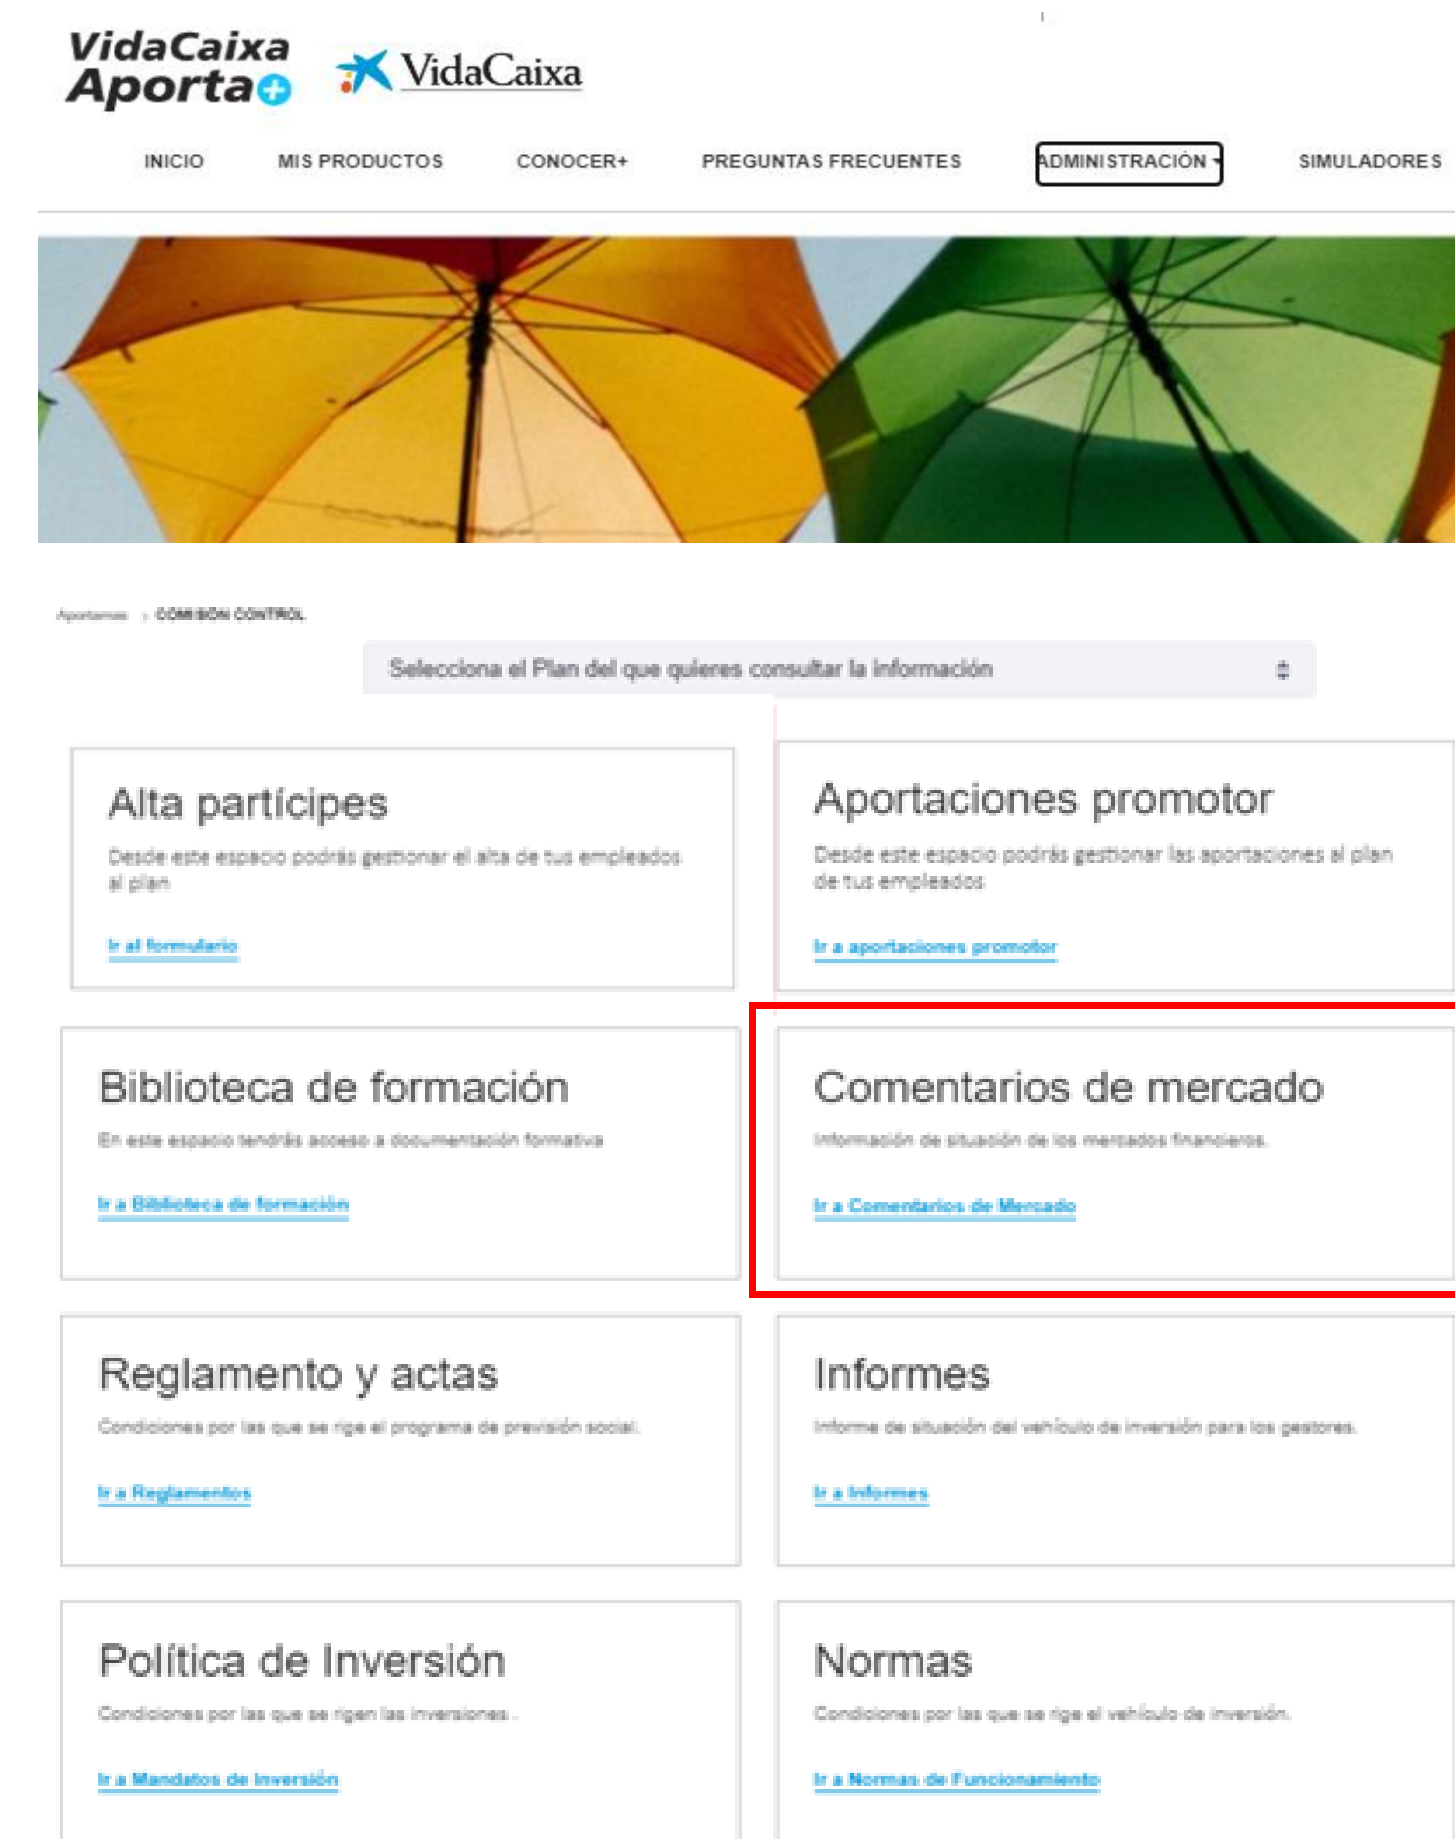 VidaCaixa
Aporta+
VidaCaixa
INICIO MIS PRODUCTOS CONOCER+ PREGUNTAS FRECUENTES ADMINISTRACIÓN SIMULADORES
Aportamas › COMISIÓN CONTROL
Selecciona el Plan del que quieres consultar la información
Alta partícipes
Desde este espacio podrás gestionar el alta de tus empleados
al plan
Ir al formulario
Aportaciones promotor
Desde este espacio podrás gestionar las aportaciones al plan
de tus empleados
Ir a aportaciones promotor
Biblioteca de formación
En este espacio tendrás acceso a documentación formativa
Ir a Biblioteca de formación
Comentarios de mercado
Información de situación de los mercados financieros.
Ir a Comentarios de Mercado
Reglamento y actas
Condiciones por las que se rige el programa de previsión social.
Ir a Reglamentos
Informes
Informe de situación del vehículo de inversión para los gestores.
Ir a Informes
Política de Inversión
Condiciones por las que se rigen las inversiones .
Ir a Mandatos de Inversión
Normas
Condiciones por las que se rige el vehículo de inversión.
Ir a Normas de Funcionamiento